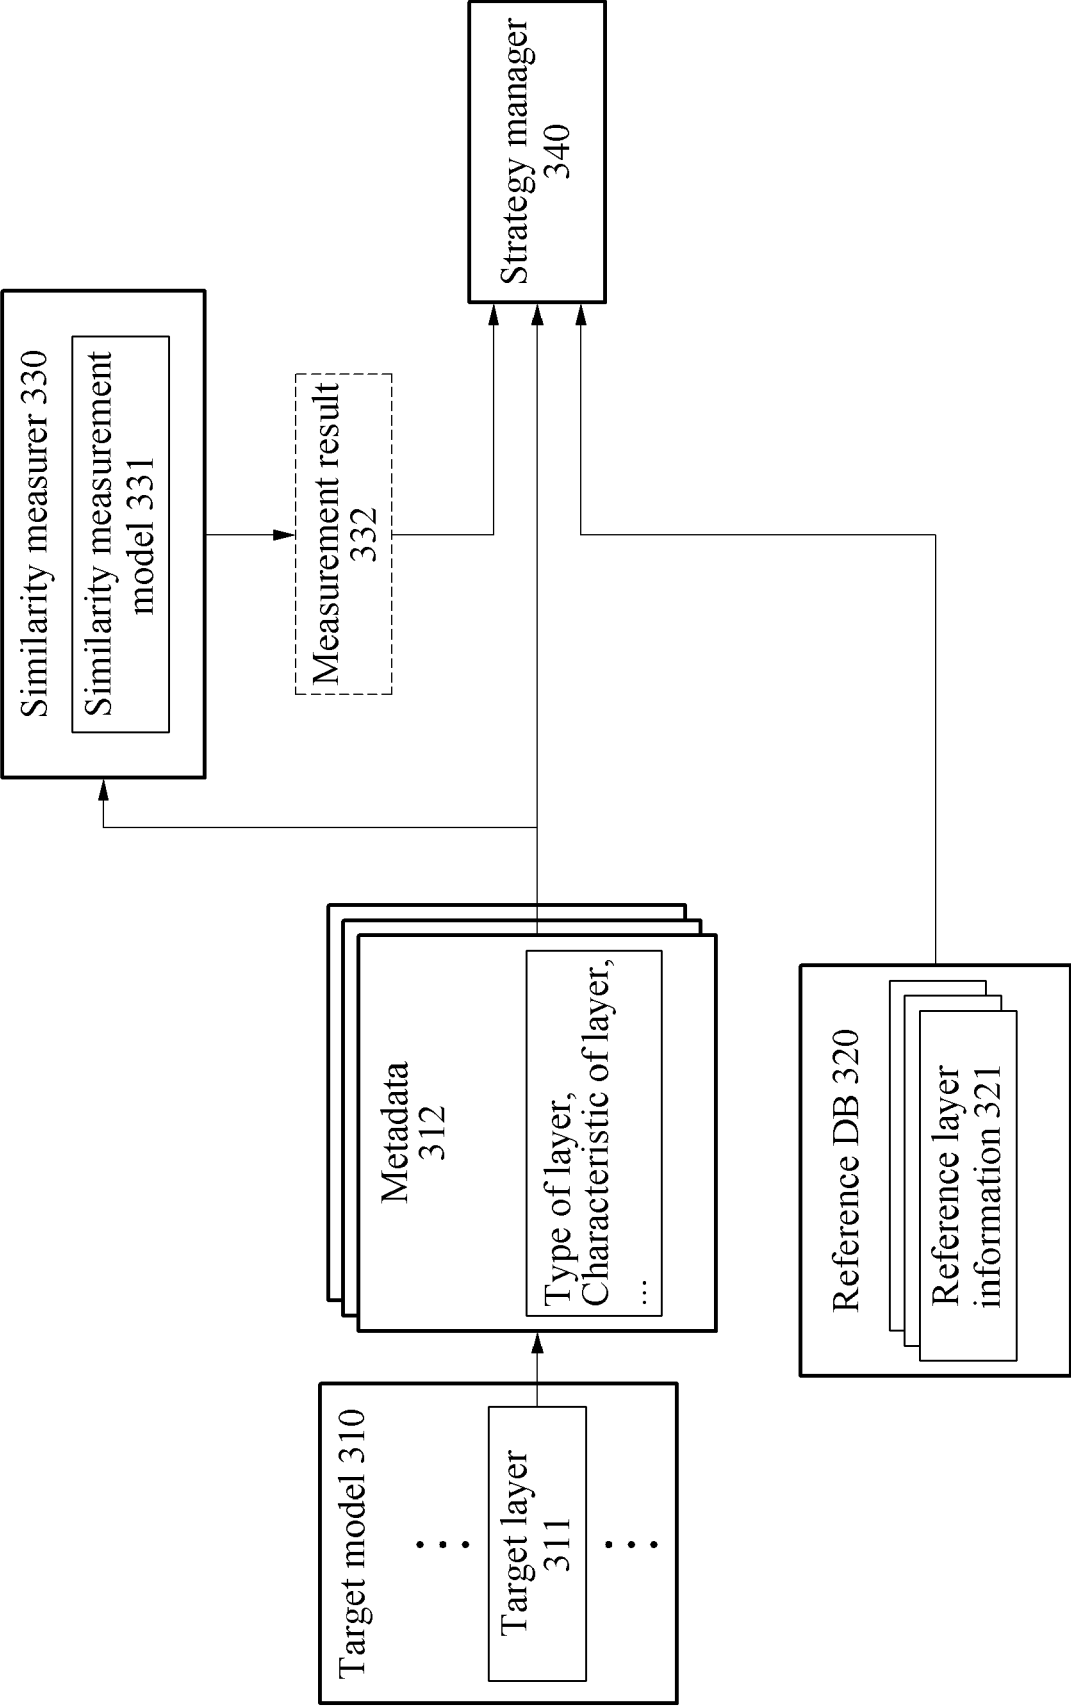 Target model 310
...
Target layer
311
...
Metadata
312
Type of layer,
Characteristic of layer,
...
Similarity measurer 330
Similarity measurement
model 331
Measurement result
332
Strategy manager
340
Reference DB 320
Reference layer
information 321